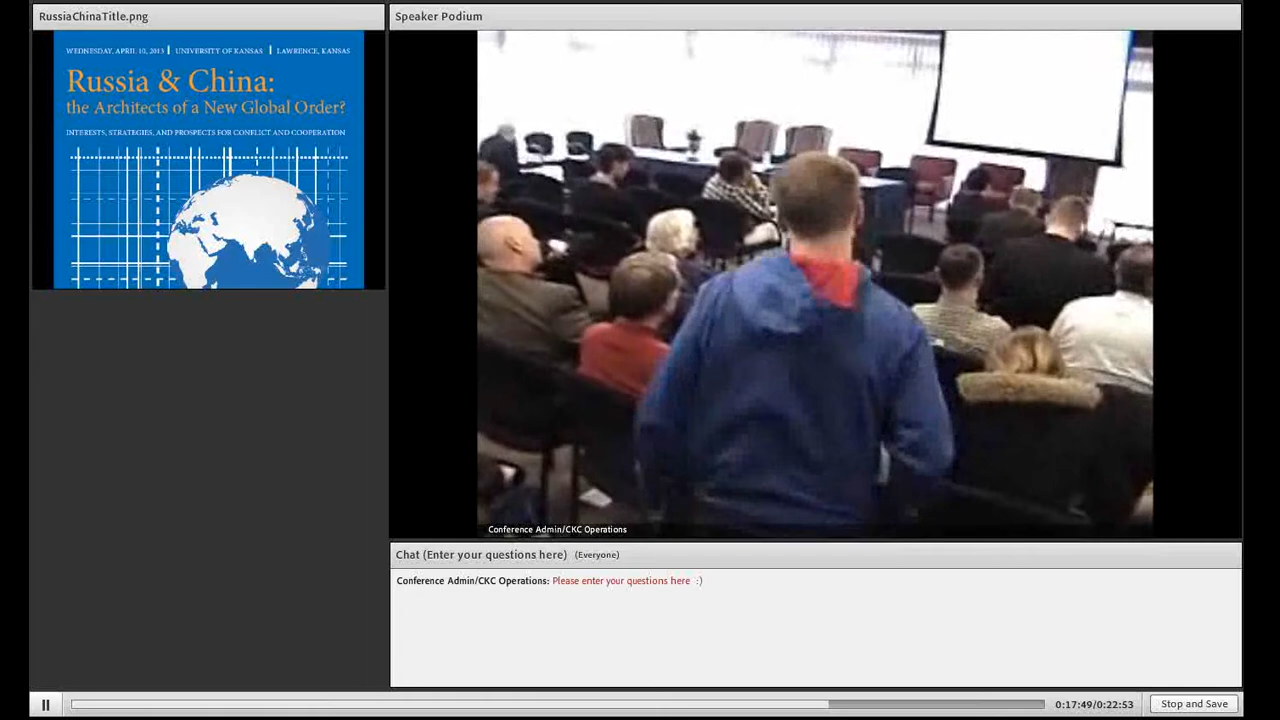 RussiaChinaTitle.png
WEDNESDAY, APRIL 10, 2013 | UNIVERSITY OF KANSAS | LAWRENCE, KANSAS
Russia & China:
the Architects of a New Global Order?
INTERESTS, STRATEGIES, AND PROSPECTS FOR CONFLICT AND COOPERATION
Speaker Podium
Conference Admin/CKC Operations
Chat (Enter your questions here) (Everyone)
Conference Admin/CKC Operations: Please enter your questions here :)
0:17:49/0:22:53
Stop and Save